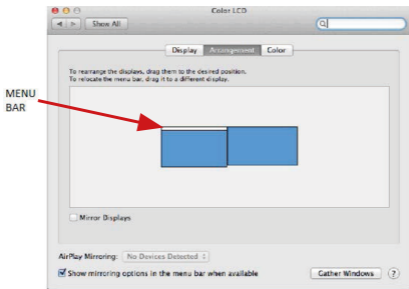 Color LCD
Show All
Display Arrangement Color
To rearrange the displays, drag them to the desired position.
To relocate the menu bar, drag it to a different display.
MENU
BAR
Mirror Displays
AirPlay Mirroring: No Devices Detected
Show mirroring options in the menu bar when available
Gather Windows ?